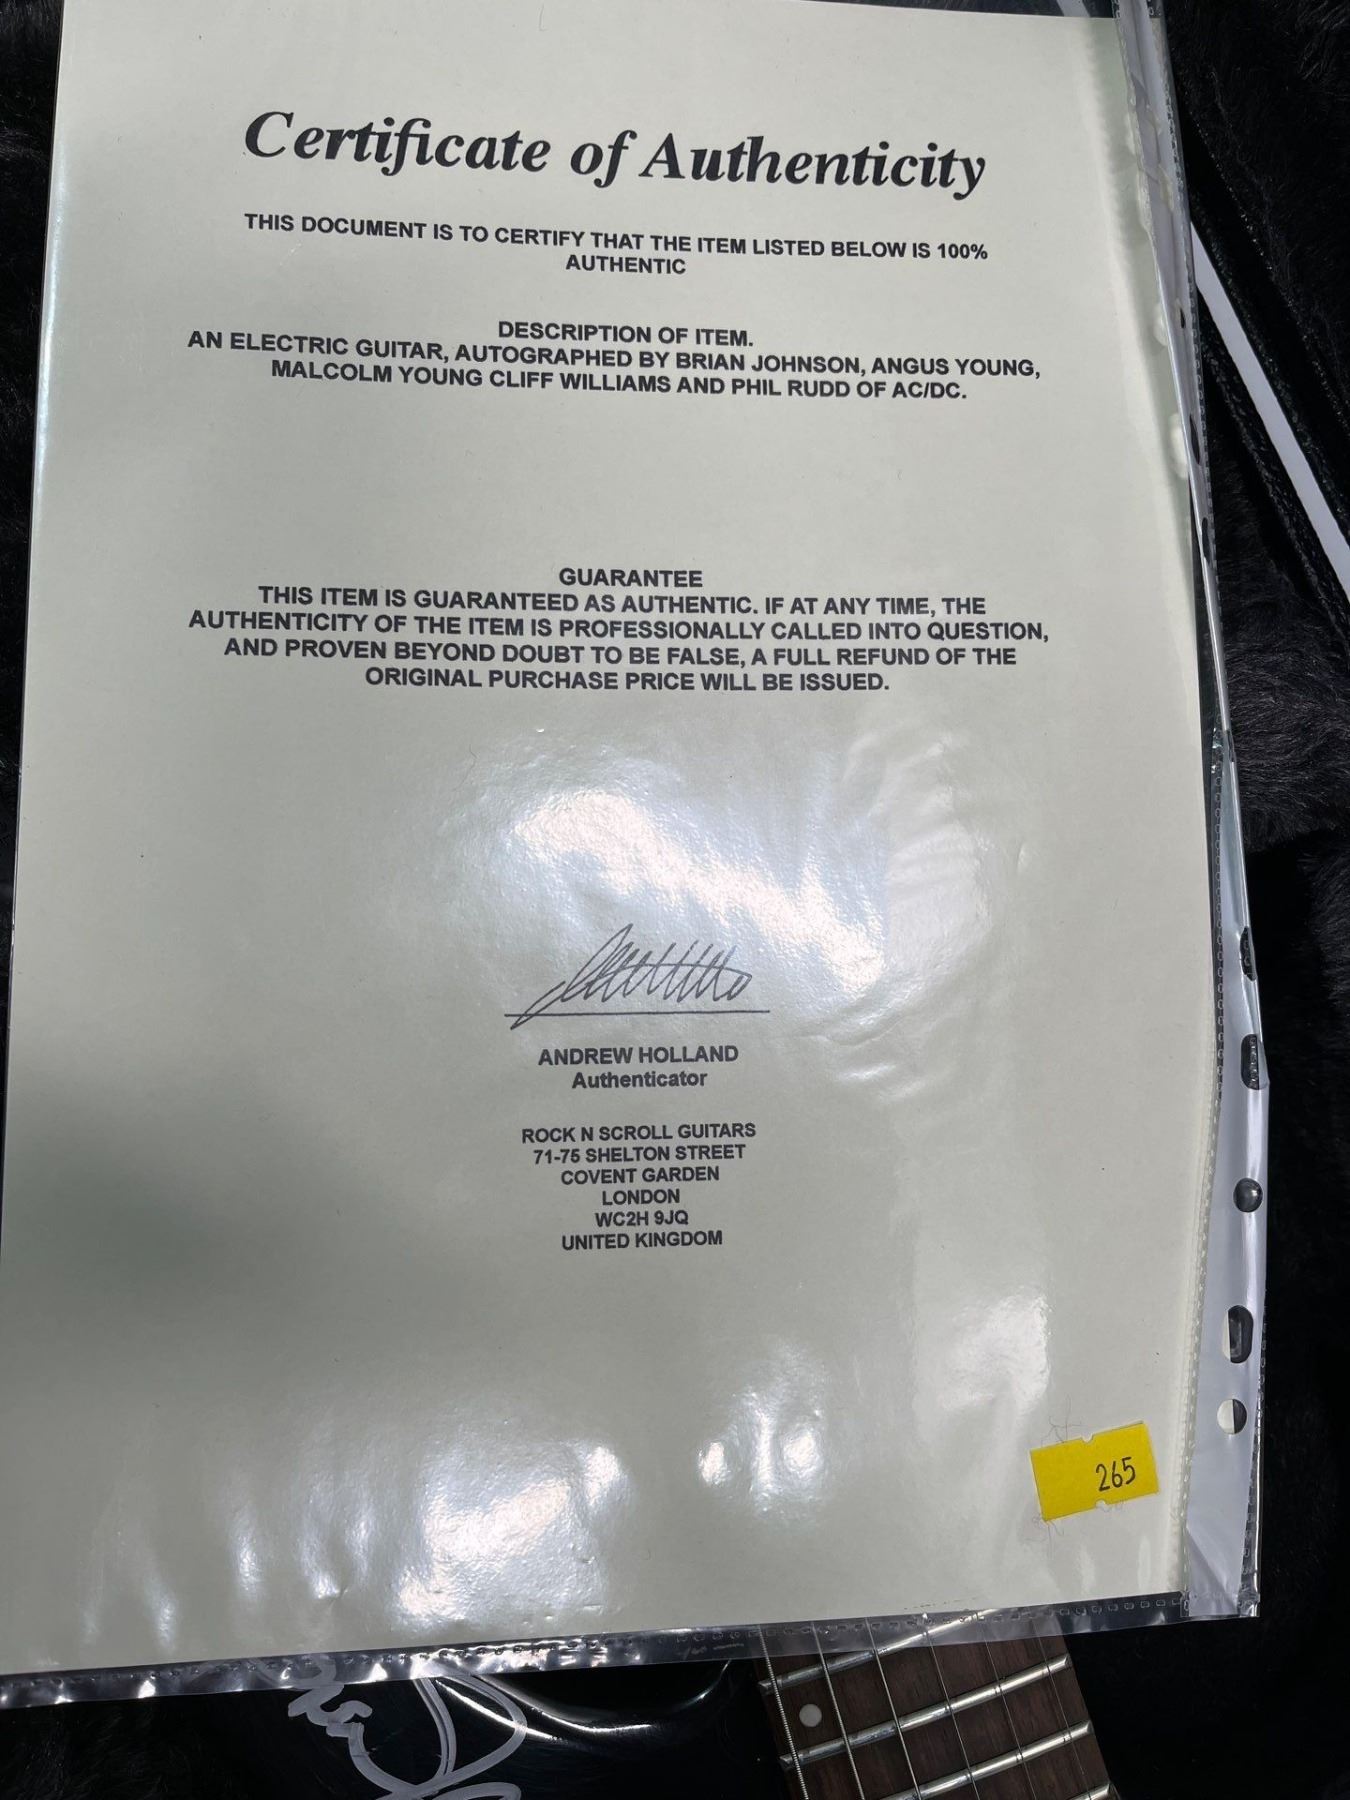 Certificate of Authenticity
THIS DOCUMENT IS TO CERTIFY THAT THE ITEM LISTED BELOW IS 100%
AUTHENTIC
DESCRIPTION OF ITEM.
AN ELECTRIC GUITAR, AUTOGRAPHED BY BRIAN JOHNSON, ANGUS YOUNG,
MALCOLM YOUNG CLIFF WILLIAMS AND PHIL RUDD OF AC/DC.
GUARANTEE
THIS ITEM IS GUARANTEED AS AUTHENTIC. IF AT ANY TIME, THE
AUTHENTICITY OF THE ITEM IS PROFESSIONALLY CALLED INTO QUESTION,
AND PROVEN BEYOND DOUBT TO BE FALSE, A FULL REFUND OF THE
ORIGINAL PURCHASE PRICE WILL BE ISSUED.
ANDREW HOLLAND
Authenticator
ROCK N SCROLL GUITARS
71-75 SHELTON STREET
COVENT GARDEN
LONDON
WC2H 9JQ
UNITED KINGDOM
265